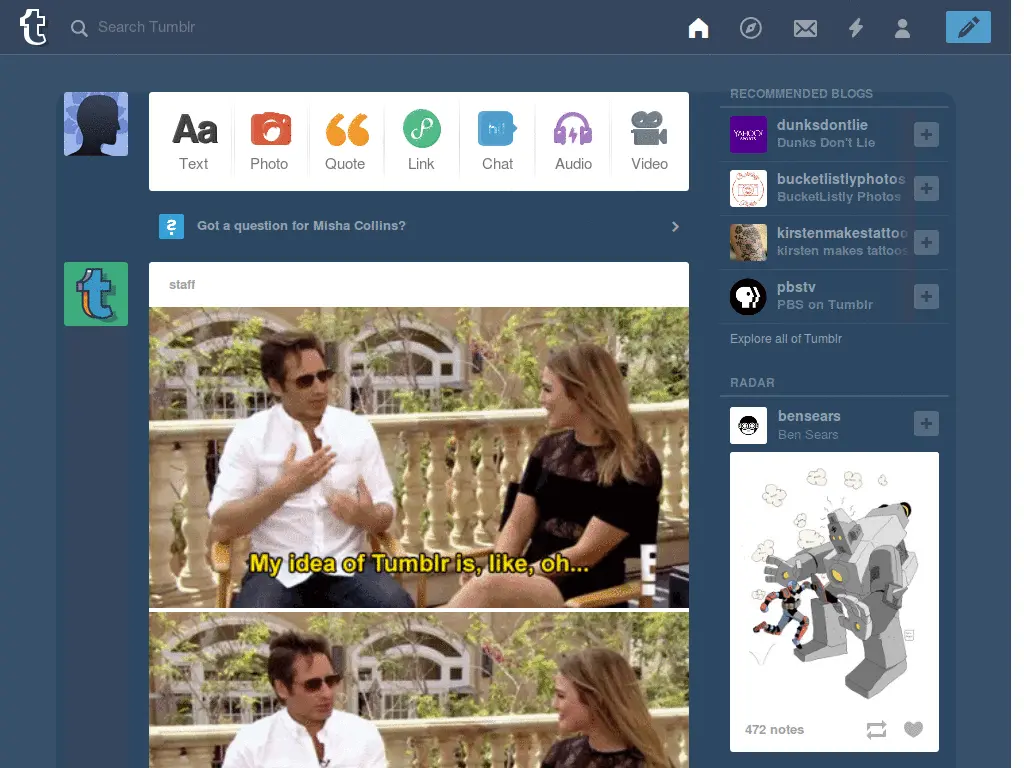 Search Tumblr
Aa
Text
Photo
Quote
Link
hi!
Chat
Audio
Video
? Got a question for Misha Collins?
t
staff
My idea of Tumblr is, like, oh...
RECOMMENDED BLOGS
YAHOO!
dunksdontlie
Dunks Don't Lie
bucketlistlyphotos
BucketListly Photos
kirstenmakestattoo
kirsten makes tattoos
pbstv
PBS on Tumblr
Explore all of Tumblr
RADAR
bensears
Ben Sears
472 notes